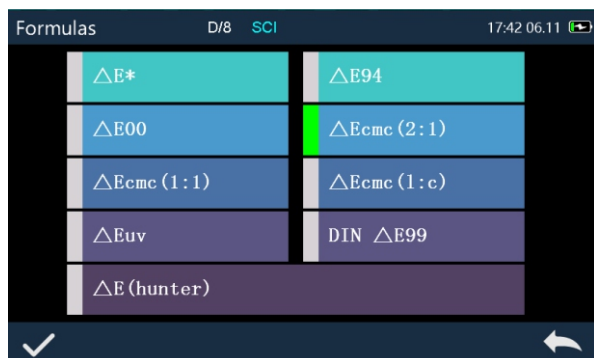 Formulas D/8 SCI 17:42 06.11
△E* △E94
△E00 △Ecmc(2:1)
△Ecmc(1:1) △Ecmc(l:c)
△Euv DIN △E99
△E(hunter)